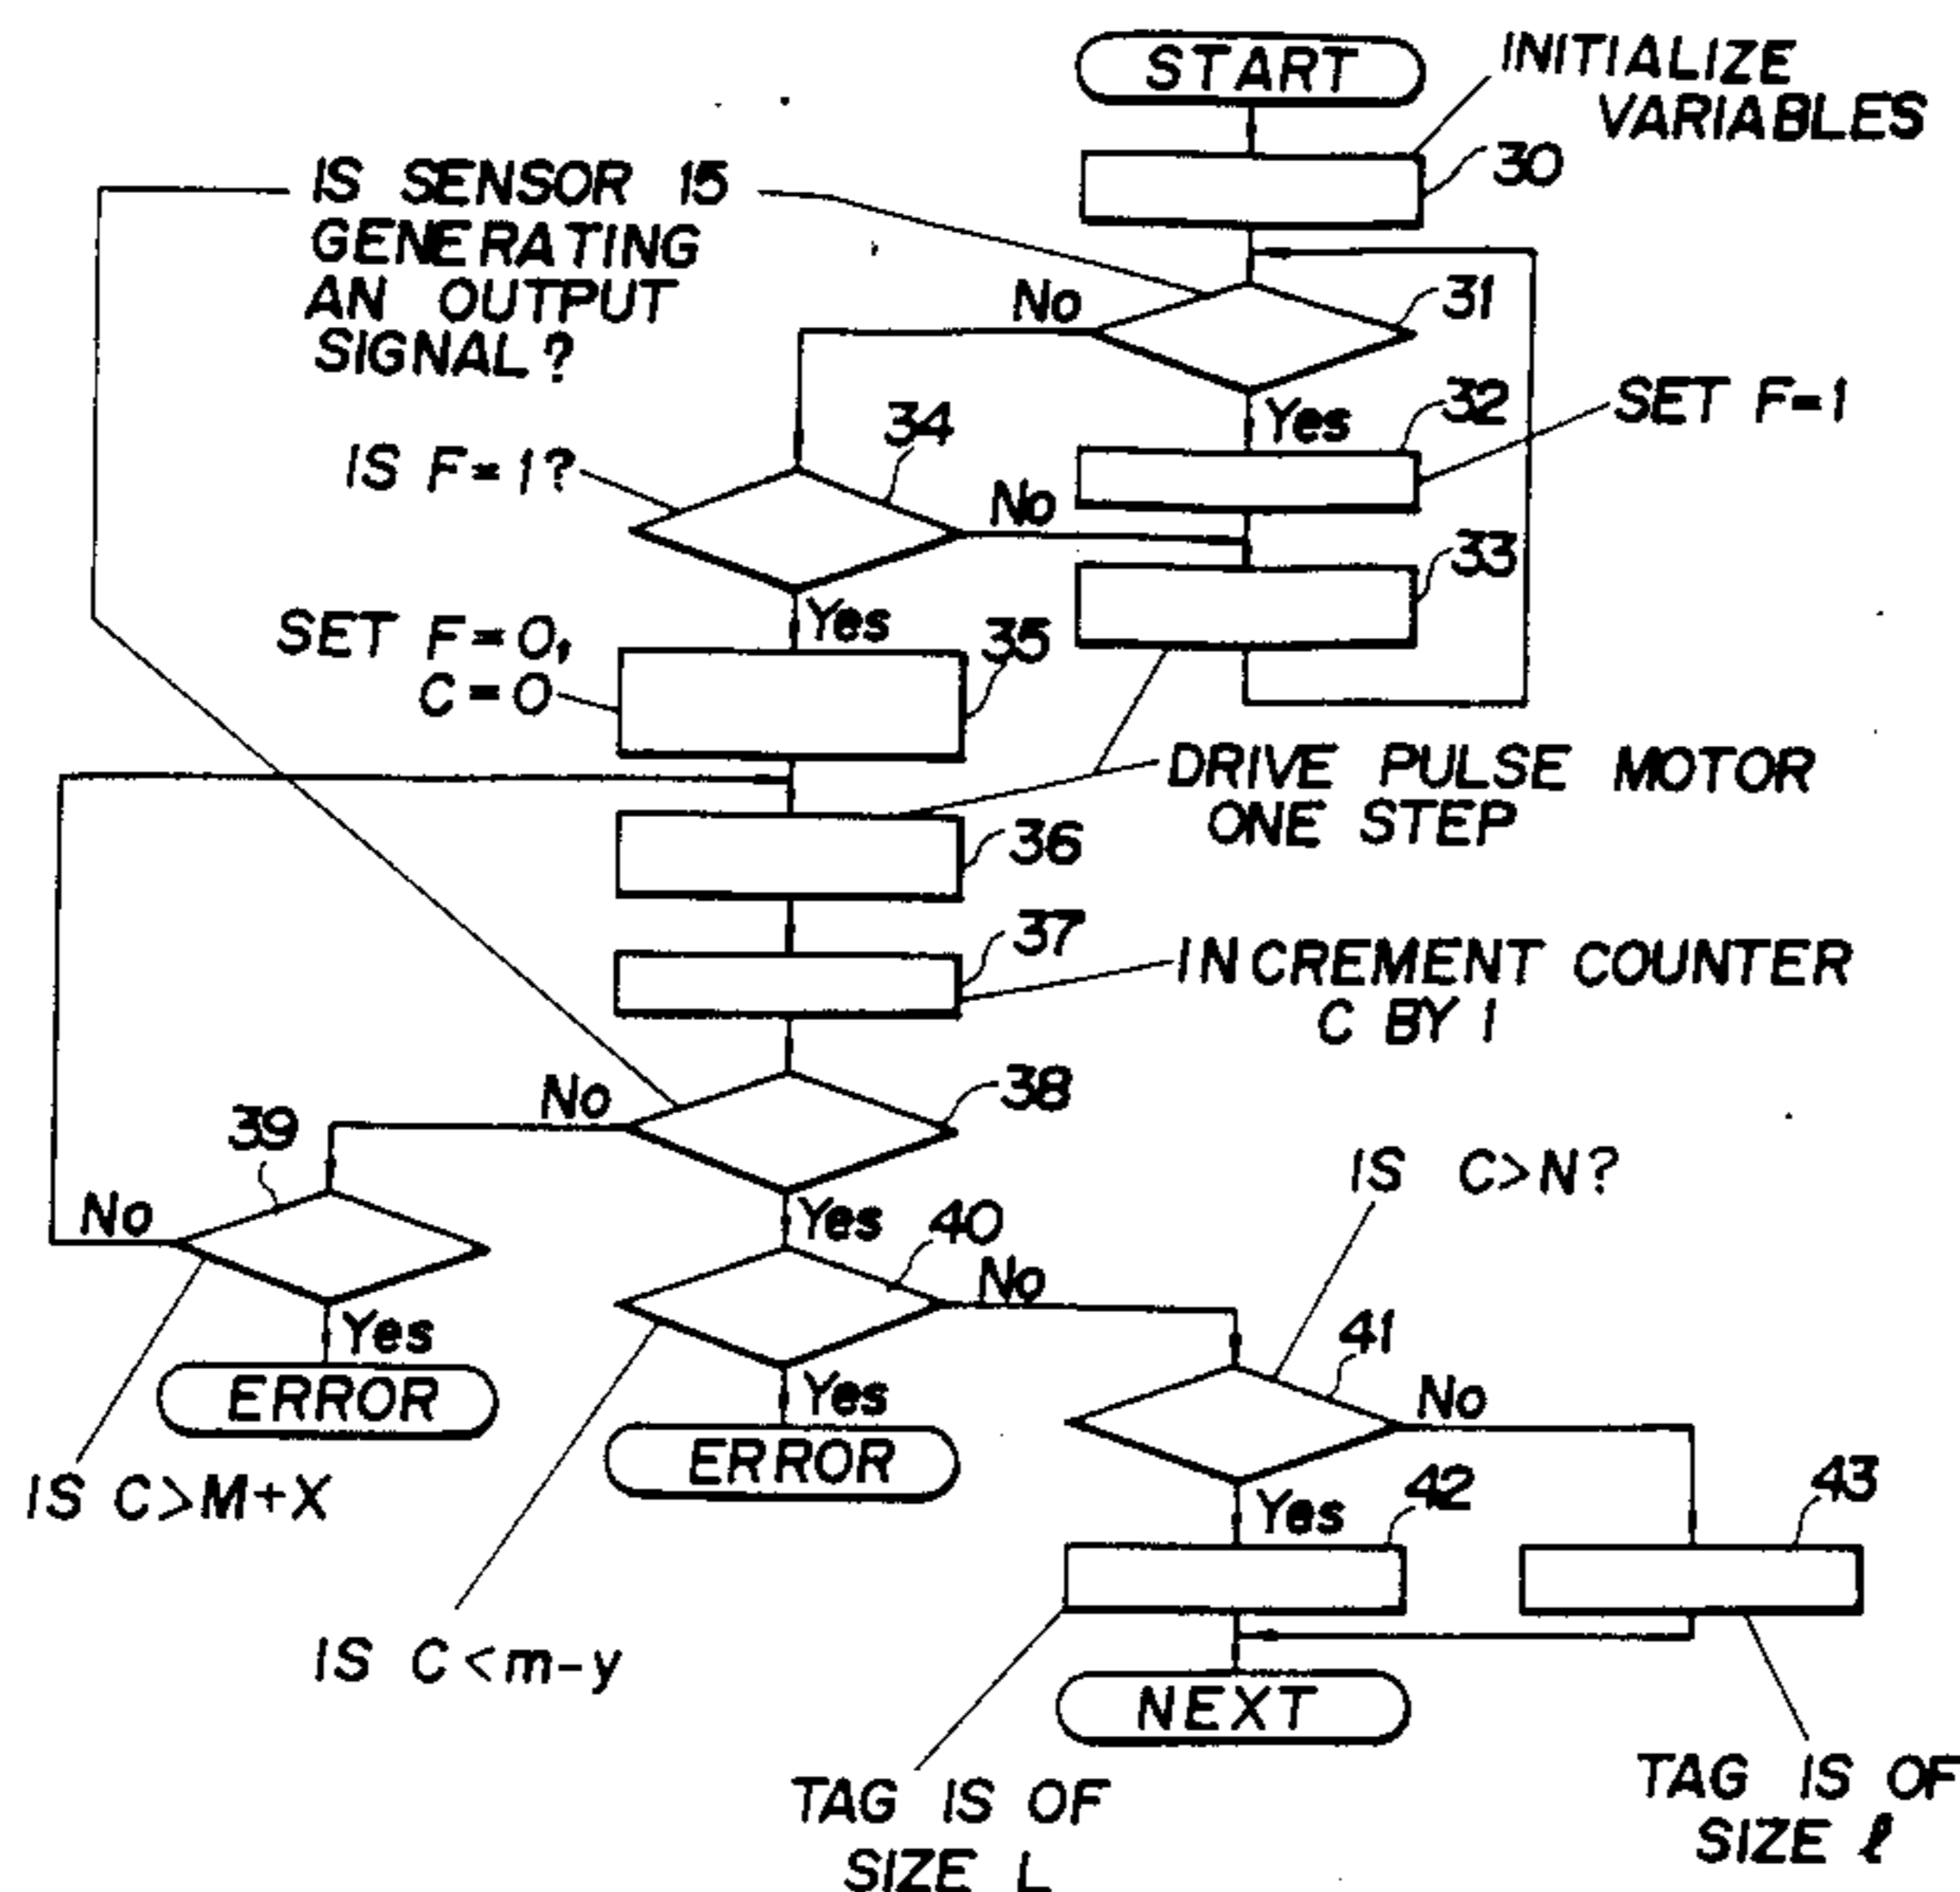 START
INITIALIZE
VARIABLES
30
IS SENSOR 15
GENERATING
AN OUTPUT
SIGNAL?
No
31
Yes
32
SET F=1
34
IS F=1?
No
33
Yes
SET F=0,
C=0
35
DRIVE PULSE MOTOR
ONE STEP
36
37
INCREMENT COUNTER
C BY 1
38
No
39
No
Yes
40
No
IS C>N?
Yes
ERROR
41
No
Yes
ERROR
IS C>M+X
42
43
Yes
IS C<m-y
NEXT
TAG IS OF
SIZE L
TAG IS OF
SIZE ℓ